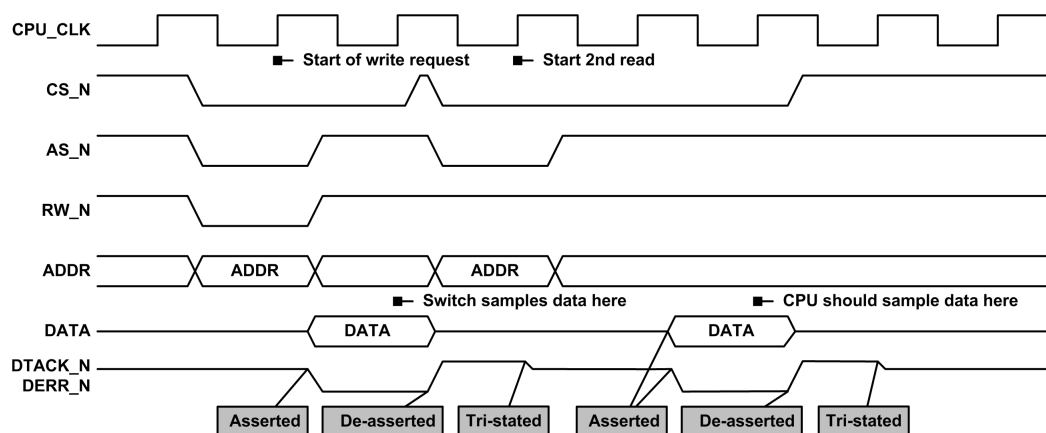 CPU_CLK
Start of write request Start 2nd read
CS_N
AS_N
RW_N
ADDR ADDR ADDR
Switch samples data here CPU should sample data here
DATA DATA DATA
DTACK_N
DERR_N
Asserted De-asserted Tri-stated Asserted De-asserted Tri-stated